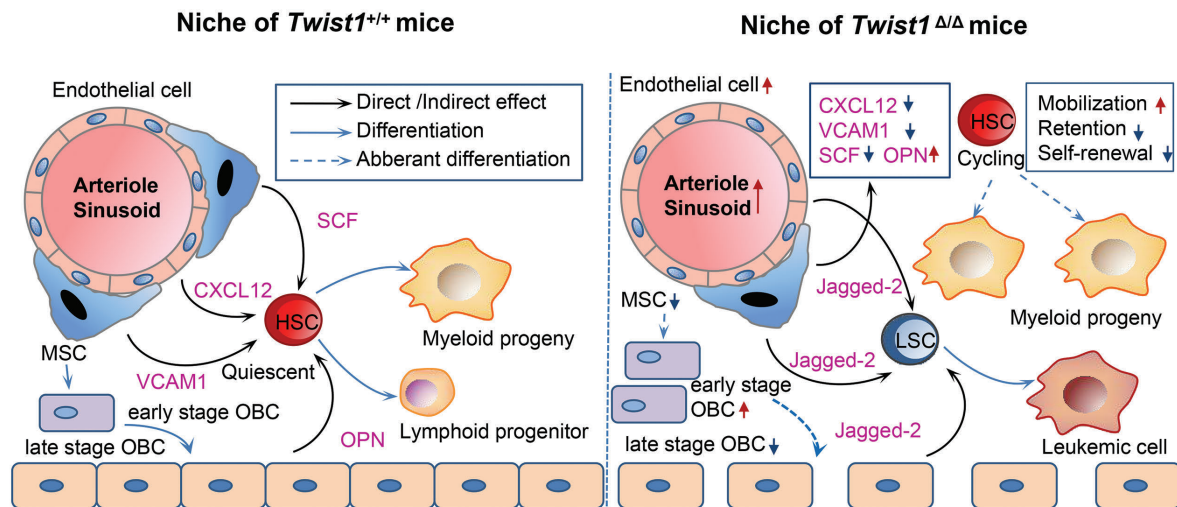 Niche of Twist1+/+ mice
Endothelial cell
Direct /Indirect effect
Differentiation
Abberant differentiation
Arteriole
Sinusoid
SCF
CXCL12
HSC
Myeloid progeny
MSC
VCAM1
Quiescent
early stage OBC
Lymphoid progenitor
late stage OBC
OPN
Niche of Twist1 Δ/Δ mice
Endothelial cell
CXCL12
VCAM1
SCF OPN
HSC
Cycling
Mobilization
Retention
Self-renewal
Arteriole
Sinusoid
Jagged-2
MSC
Myeloid progeny
LSC
Jagged-2
early stage
OBC
Jagged-2
late stage OBC
Leukemic cell